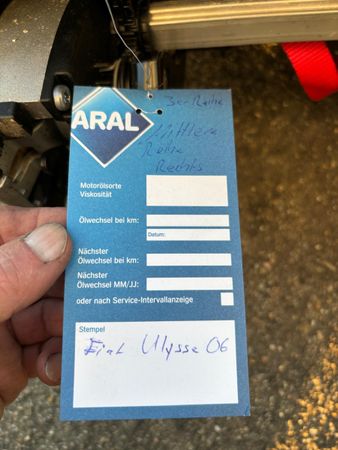 3er Reihe
ARAL
Mittlere
Reihe
Rechts
Motorölsorte
Viskosität
Ölwechsel bei km:
Datum:
Nächster
Ölwechsel bei km:
Nächster
Ölwechsel MM/JJ:
oder nach Service-Intervallanzeige
Stempel
Fiat Ulysse 06